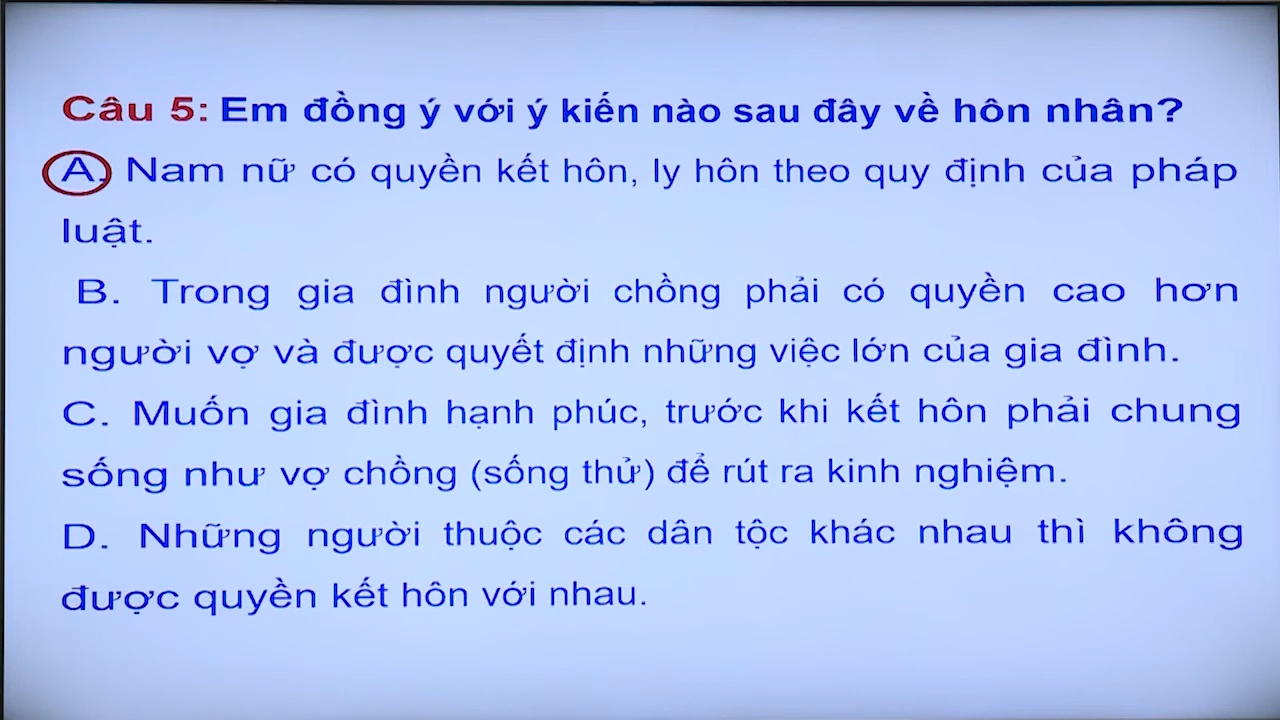 Câu 5: Em đồng ý với ý kiến nào sau đây về hôn nhân?
A. Nam nữ có quyền kết hôn, ly hôn theo quy định của pháp
luật.
B. Trong gia đình người chồng phải có quyền cao hơn
người vợ và được quyết định những việc lớn của gia đình.
C. Muốn gia đình hạnh phúc, trước khi kết hôn phải chung
sống như vợ chồng (sống thử) để rút ra kinh nghiệm.
D. Những người thuộc các dân tộc khác nhau thì không
được quyền kết hôn với nhau.